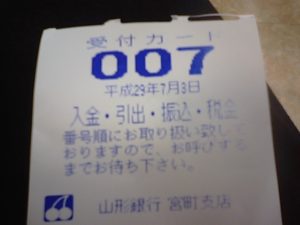 受付カード
007
平成29年7月3日
入金・引出・振込・税金
番号順にお取り扱い致して
おりますので、お呼びする
までお待ち下さい。
山形銀行 宮町支店